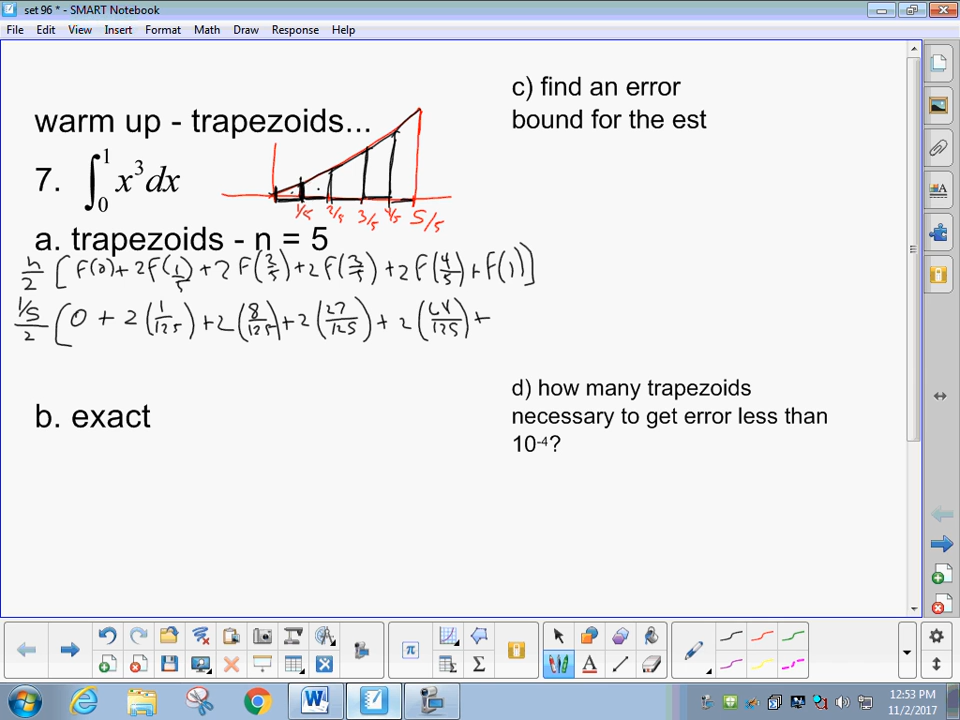 set 96 * - SMART Notebook
File Edit View Insert Format Math Draw Response Help
warm up - trapezoids...
7. ∫₀¹ x³dx
1/5 2/5 3/5 4/5 5/5
a. trapezoids - n = 5
h/2 [F(0)+2F(1/5)+2F(2/5)+2F(3/5)+2F(4/5)+F(1)]
(1/5)/2 [0 + 2(1/125)+2(8/125)+2(27/125)+2(64/125)+
b. exact
c) find an error
bound for the est
d) how many trapezoids
necessary to get error less than
10⁻⁴?
12:53 PM
11/2/2017